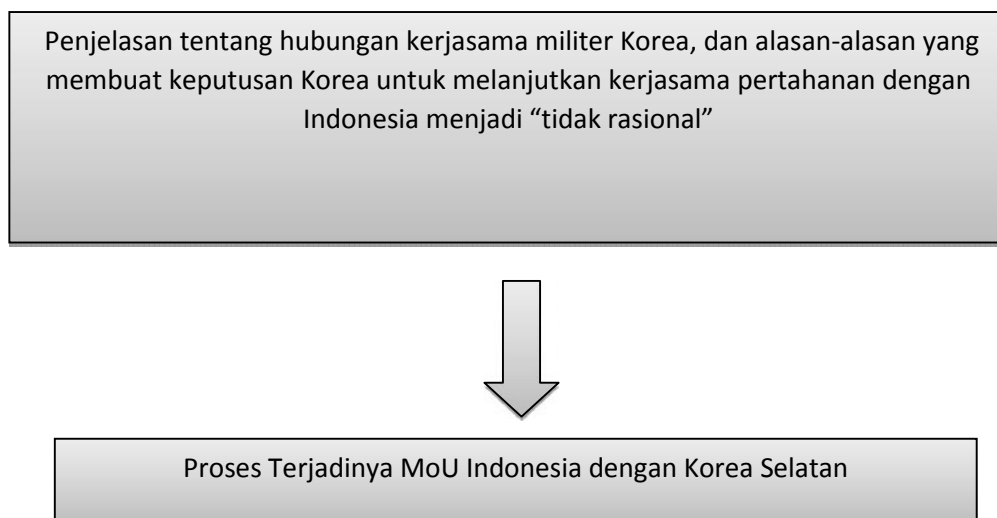 Penjelasan tentang hubungan kerjasama militer Korea, dan alasan-alasan yang
membuat keputusan Korea untuk melanjutkan kerjasama pertahanan dengan
Indonesia menjadi “tidak rasional”
Proses Terjadinya MoU Indonesia dengan Korea Selatan